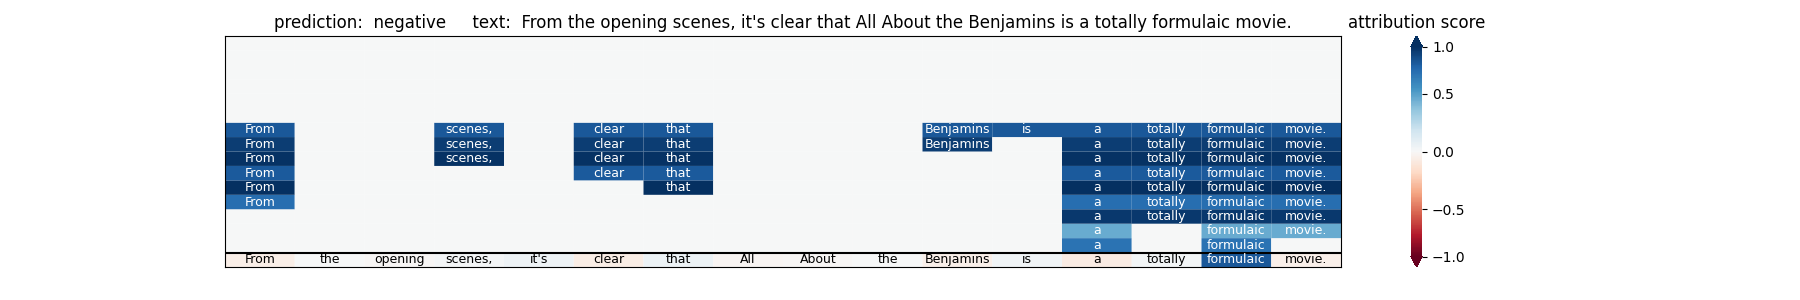 prediction: negative text: From the opening scenes, it's clear that All About the Benjamins is a totally formulaic movie. attribution score
From scenes, clear that Benjamins is a totally formulaic movie.
From scenes, clear that Benjamins a totally formulaic movie.
From scenes, clear that a totally formulaic movie.
From clear that a totally formulaic movie.
From that a totally formulaic movie.
From a totally formulaic movie.
a totally formulaic movie.
a formulaic movie.
a formulaic
From the opening scenes, it's clear that All About the Benjamins is a totally formulaic movie.
1.0
0.5
0.0
−0.5
−1.0